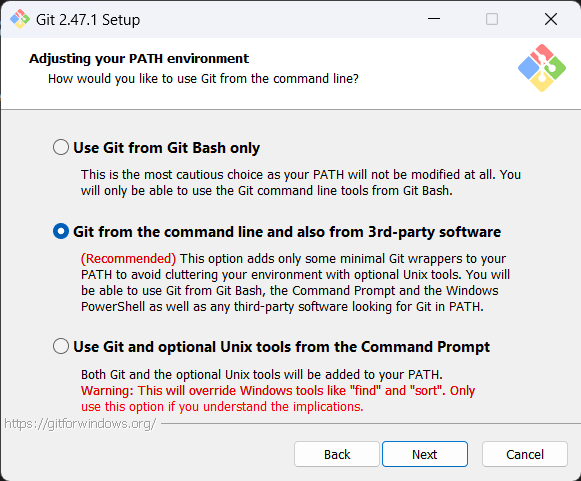 Git 2.47.1 Setup
Adjusting your PATH environment
How would you like to use Git from the command line?
Use Git from Git Bash only
This is the most cautious choice as your PATH will not be modified at all. You
will only be able to use the Git command line tools from Git Bash.
Git from the command line and also from 3rd-party software
(Recommended) This option adds only some minimal Git wrappers to your
PATH to avoid cluttering your environment with optional Unix tools. You will
be able to use Git from Git Bash, the Command Prompt and the Windows
PowerShell as well as any third-party software looking for Git in PATH.
Use Git and optional Unix tools from the Command Prompt
Both Git and the optional Unix tools will be added to your PATH.
Warning: This will override Windows tools like "find" and "sort". Only
use this option if you understand the implications.
https://gitforwindows.org/
Back
Next
Cancel